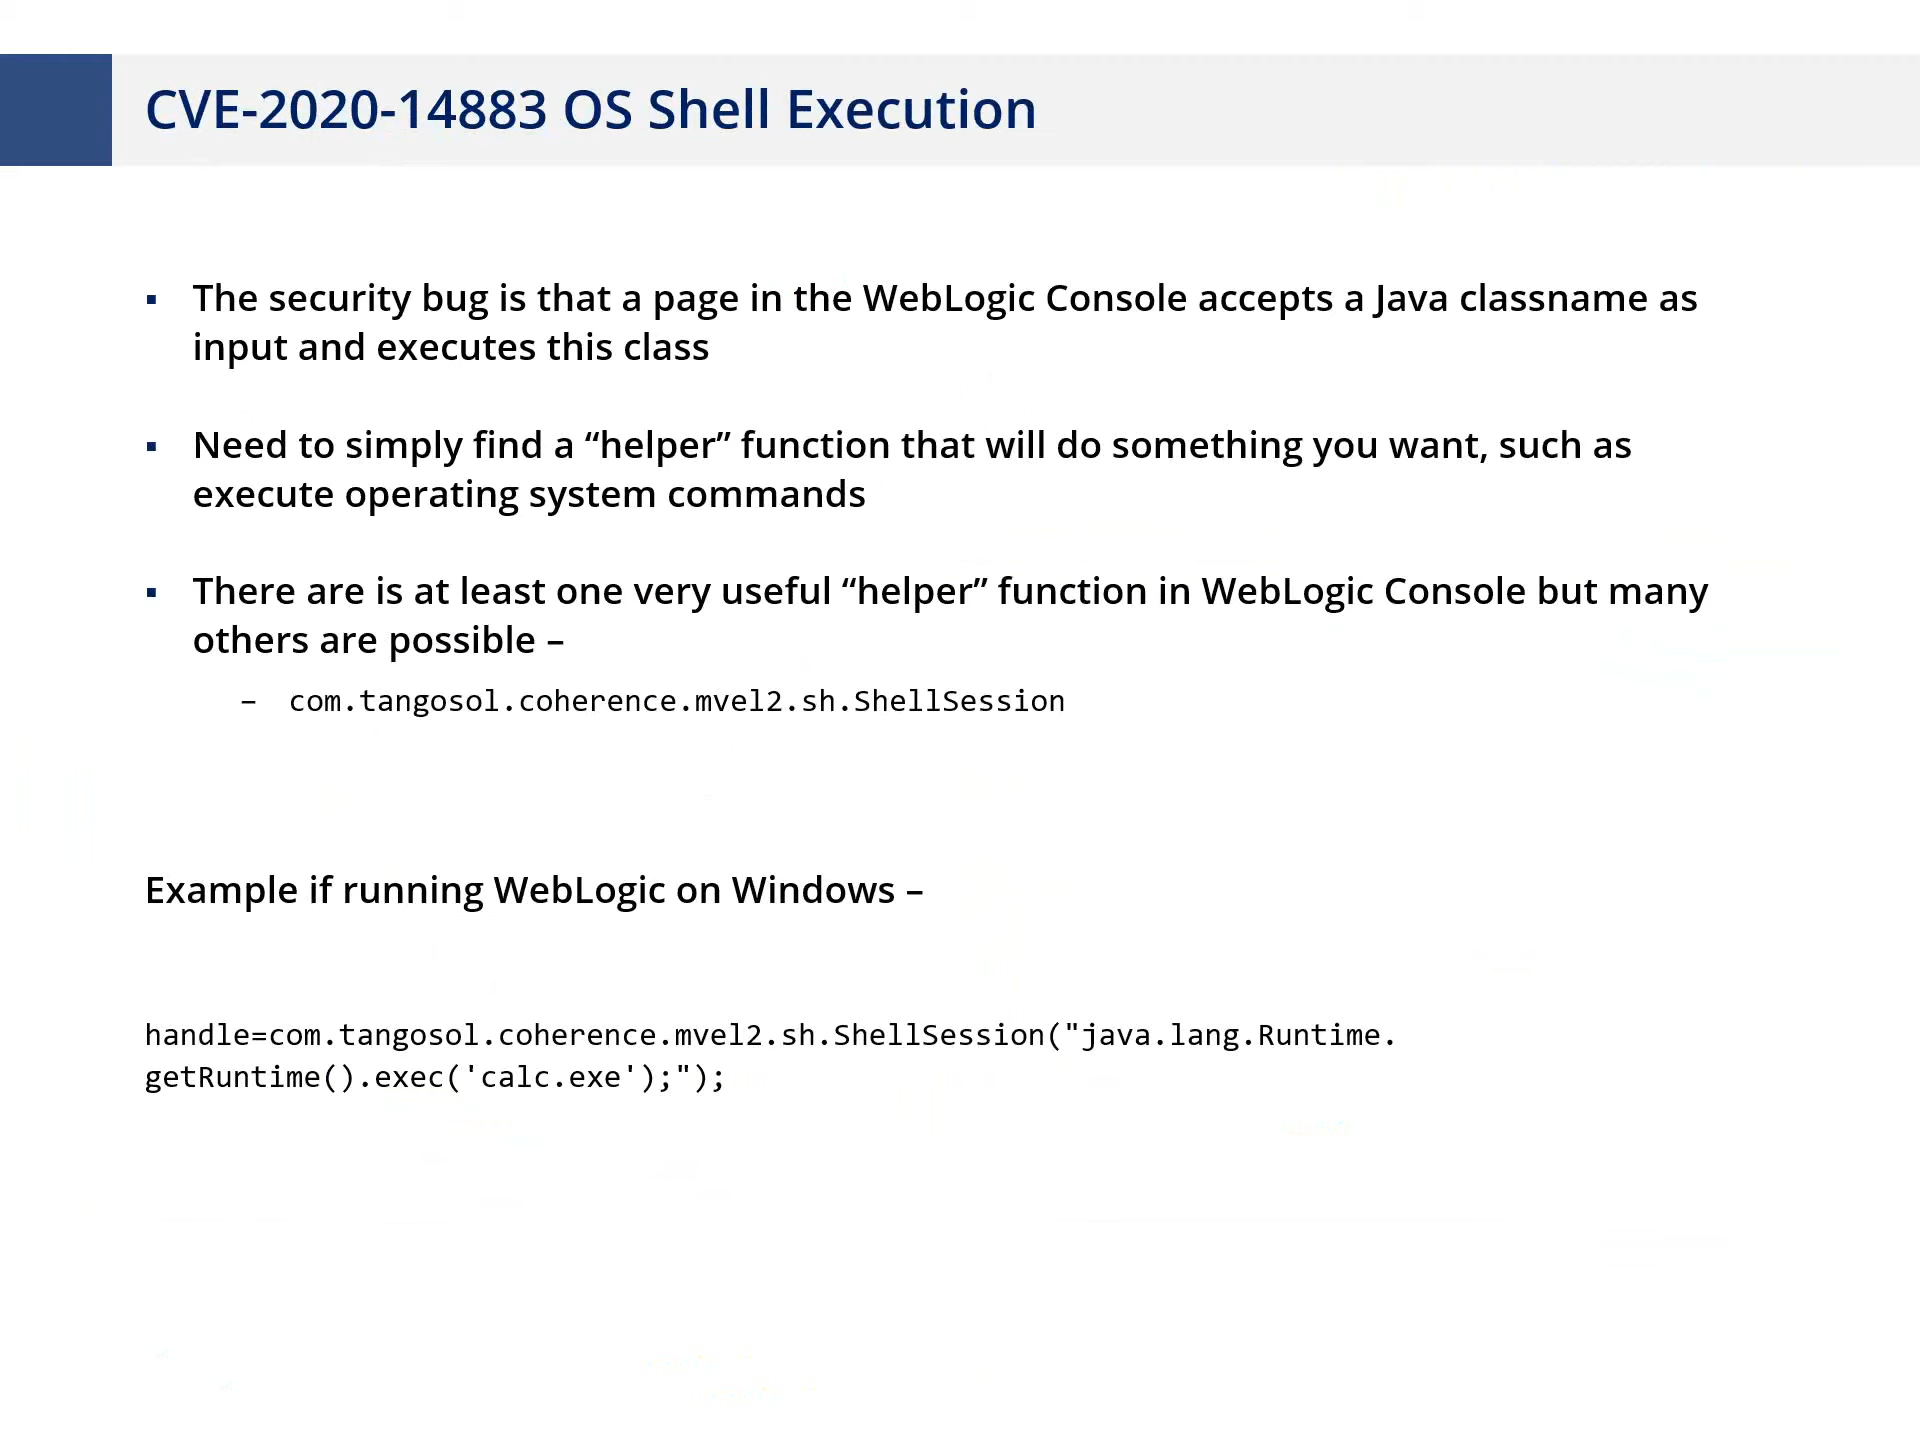 CVE-2020-14883 OS Shell Execution
▪ The security bug is that a page in the WebLogic Console accepts a Java classname as
input and executes this class
▪ Need to simply find a “helper” function that will do something you want, such as
execute operating system commands
▪ There are is at least one very useful “helper” function in WebLogic Console but many
others are possible –
– com.tangosol.coherence.mvel2.sh.ShellSession
Example if running WebLogic on Windows –
handle=com.tangosol.coherence.mvel2.sh.ShellSession("java.lang.Runtime.
getRuntime().exec('calc.exe');");